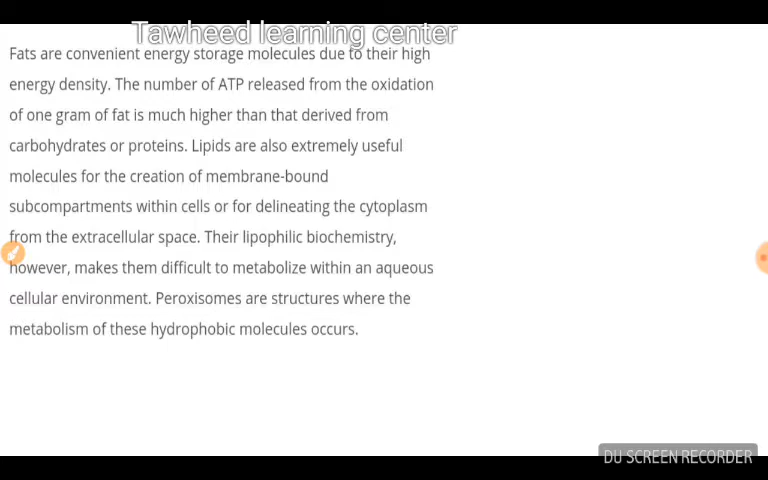 Tawheed learning center
Fats are convenient energy storage molecules due to their high
energy density. The number of ATP released from the oxidation
of one gram of fat is much higher than that derived from
carbohydrates or proteins. Lipids are also extremely useful
molecules for the creation of membrane-bound
subcompartments within cells or for delineating the cytoplasm
from the extracellular space. Their lipophilic biochemistry,
however, makes them difficult to metabolize within an aqueous
cellular environment. Peroxisomes are structures where the
metabolism of these hydrophobic molecules occurs.
DU SCREEN RECORDER